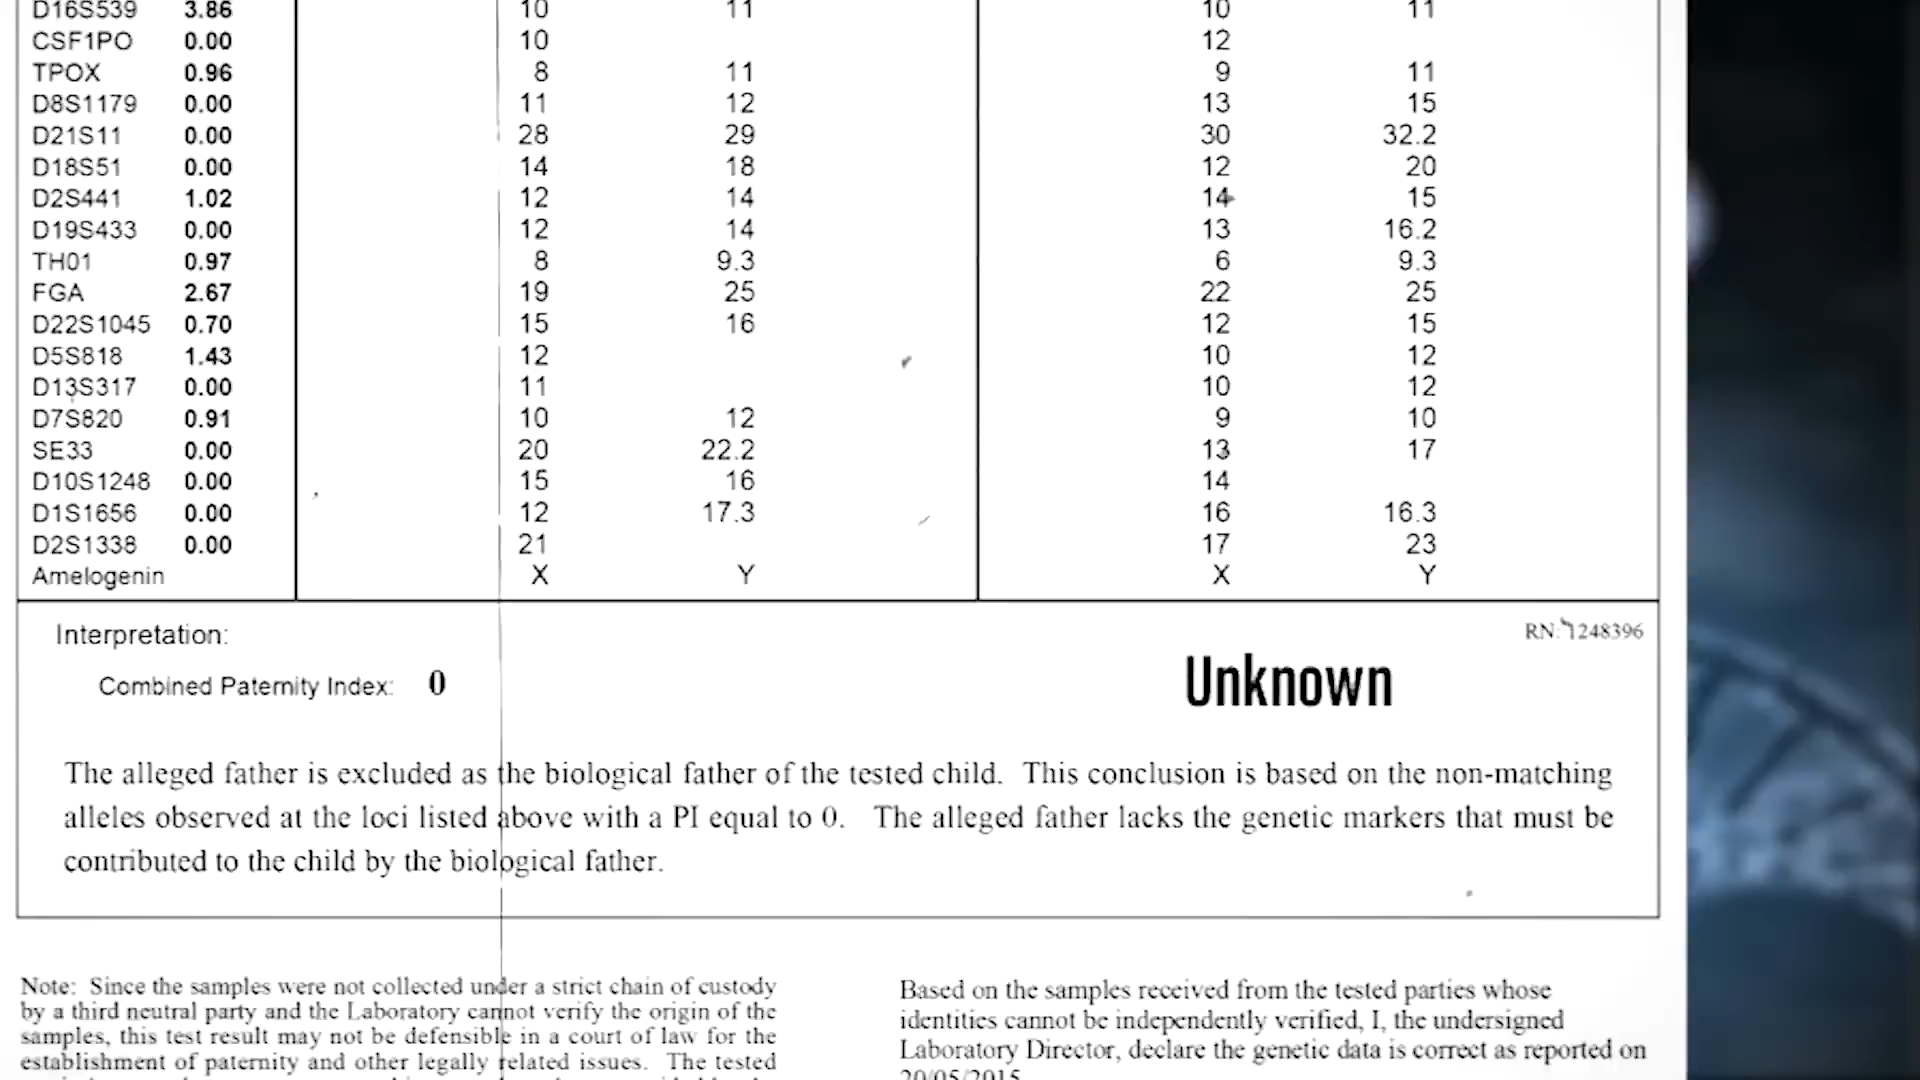 D16S539 3.86 10 11 10 11
CSF1PO 0.00 10 12
TPOX 0.96 8 11 9 11
D8S1179 0.00 11 12 13 15
D21S11 0.00 28 29 30 32.2
D18S51 0.00 14 18 12 20
D2S441 1.02 12 14 14 15
D19S433 0.00 12 14 13 16.2
TH01 0.97 8 9.3 6 9.3
FGA 2.67 19 25 22 25
D22S1045 0.70 15 16 12 15
D5S818 1.43 12 10 12
D13S317 0.00 11 10 12
D7S820 0.91 10 12 9 10
SE33 0.00 20 22.2 13 17
D10S1248 0.00 15 16 14
D1S1656 0.00 12 17.3 16 16.3
D2S1338 0.00 21 17 23
Amelogenin X Y X Y
Interpretation:
RN: 1248396
Combined Paternity Index: 0
Unknown
The alleged father is excluded as the biological father of the tested child. This conclusion is based on the non-matching
alleles observed at the loci listed above with a PI equal to 0. The alleged father lacks the genetic markers that must be
contributed to the child by the biological father.
Note: Since the samples were not collected under a strict chain of custody
by a third neutral party and the Laboratory cannot verify the origin of the
samples, this test result may not be defensible in a court of law for the
establishment of paternity and other legally related issues. The tested
Based on the samples received from the tested parties whose
identities cannot be independently verified, I, the undersigned
Laboratory Director, declare the genetic data is correct as reported on
20/05/2015